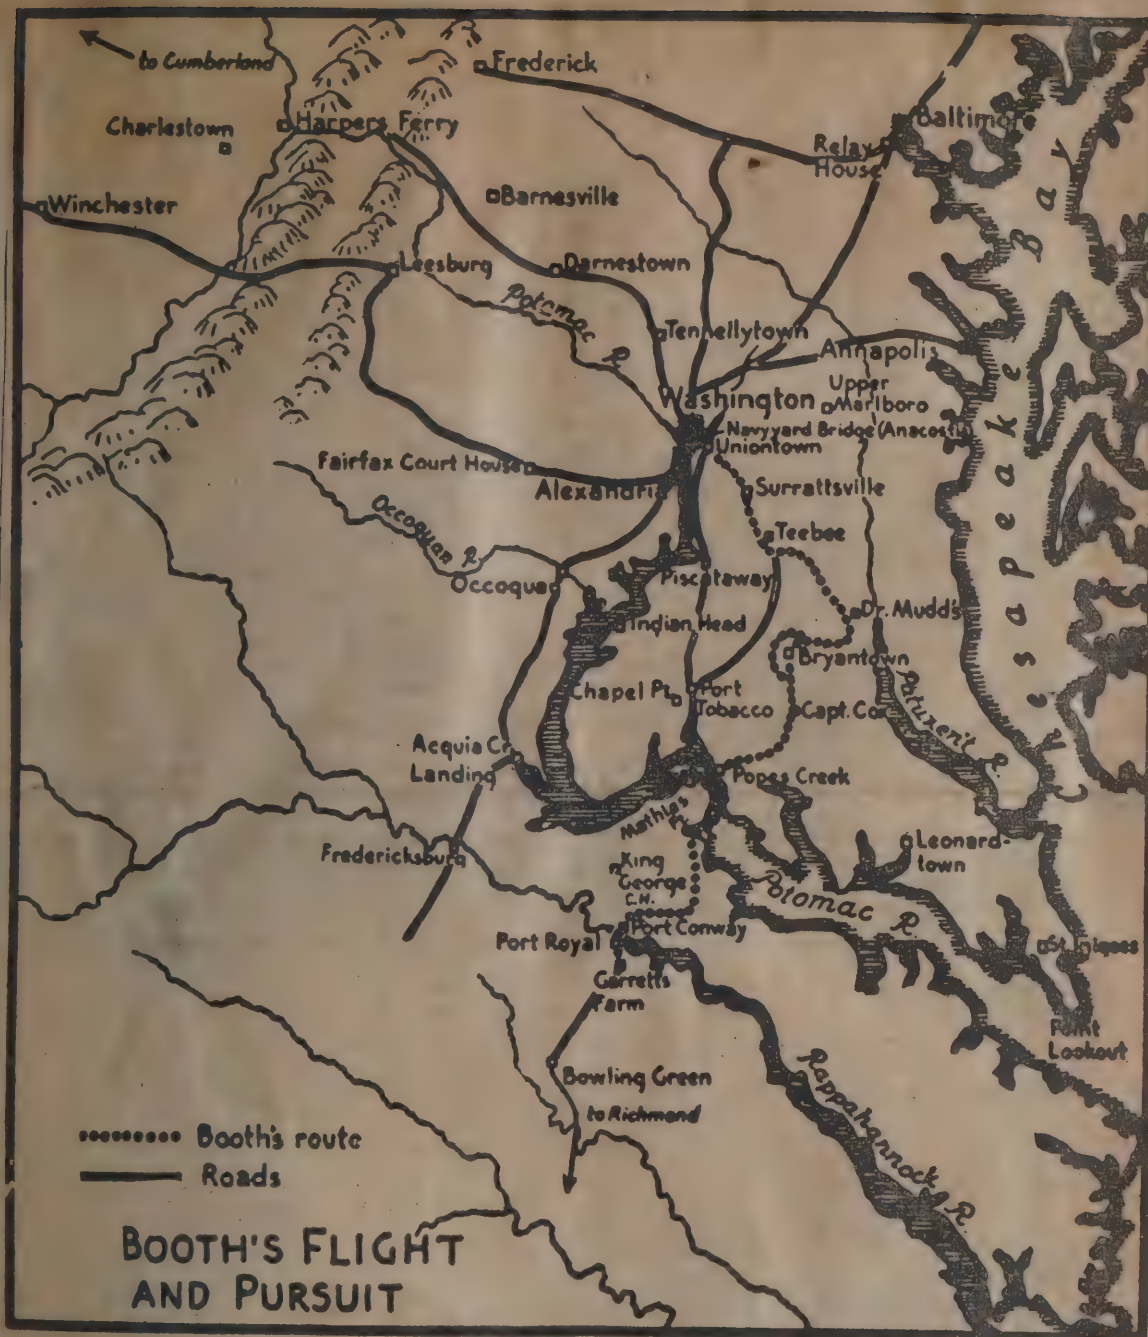 to Cumberland
Frederick
Charlestown
Harpers Ferry
Baltimore
Relay
House
Barnesville
Winchester
Leesburg
Darnestown
Potomac R.
Tennellytown
Annapolis
Upper
Marlboro
Washington
Navyyard Bridge (Anacostia)
Uniontown
Fairfax Court House
Alexandria
Surrattsville
Occoquan R.
Teebee
Occoquan
Piscataway
Indian Head
Dr. Mudd's
Bryantown
Chapel Pt.
Port
Tobacco
Capt. Cox
Patuxent R.
Chesapeake Bay
Acquia Cr.
Landing
Popes Creek
Mathias
Pt.
Fredericksburg
King
George
C.H.
Leonard-
town
Potomac R.
Port Royal
Port Conway
St. Inigoes
Garretts
Farm
Point
Lookout
Bowling Green
to Richmond
Rappahannock R.
Booth's route
Roads
BOOTH'S FLIGHT
AND PURSUIT